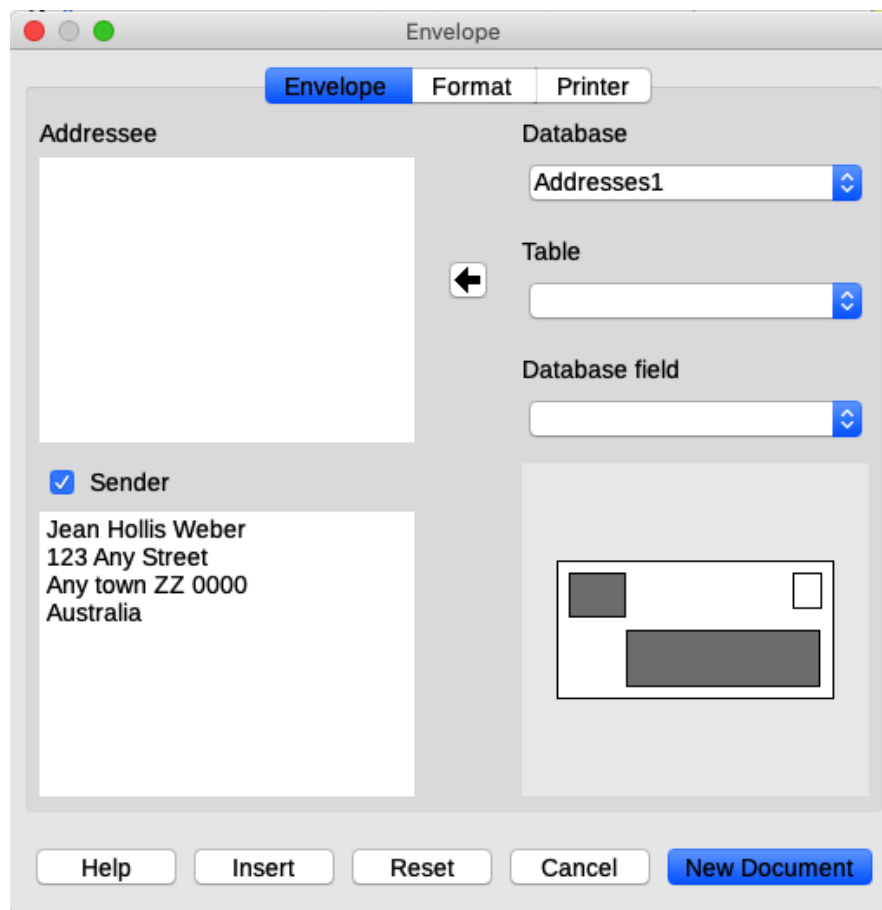 Envelope
Envelope Format Printer
Addressee
Database
Addresses1
Table
Database field
Sender
Jean Hollis Weber
123 Any Street
Any town ZZ 0000
Australia
Help Insert Reset Cancel New Document